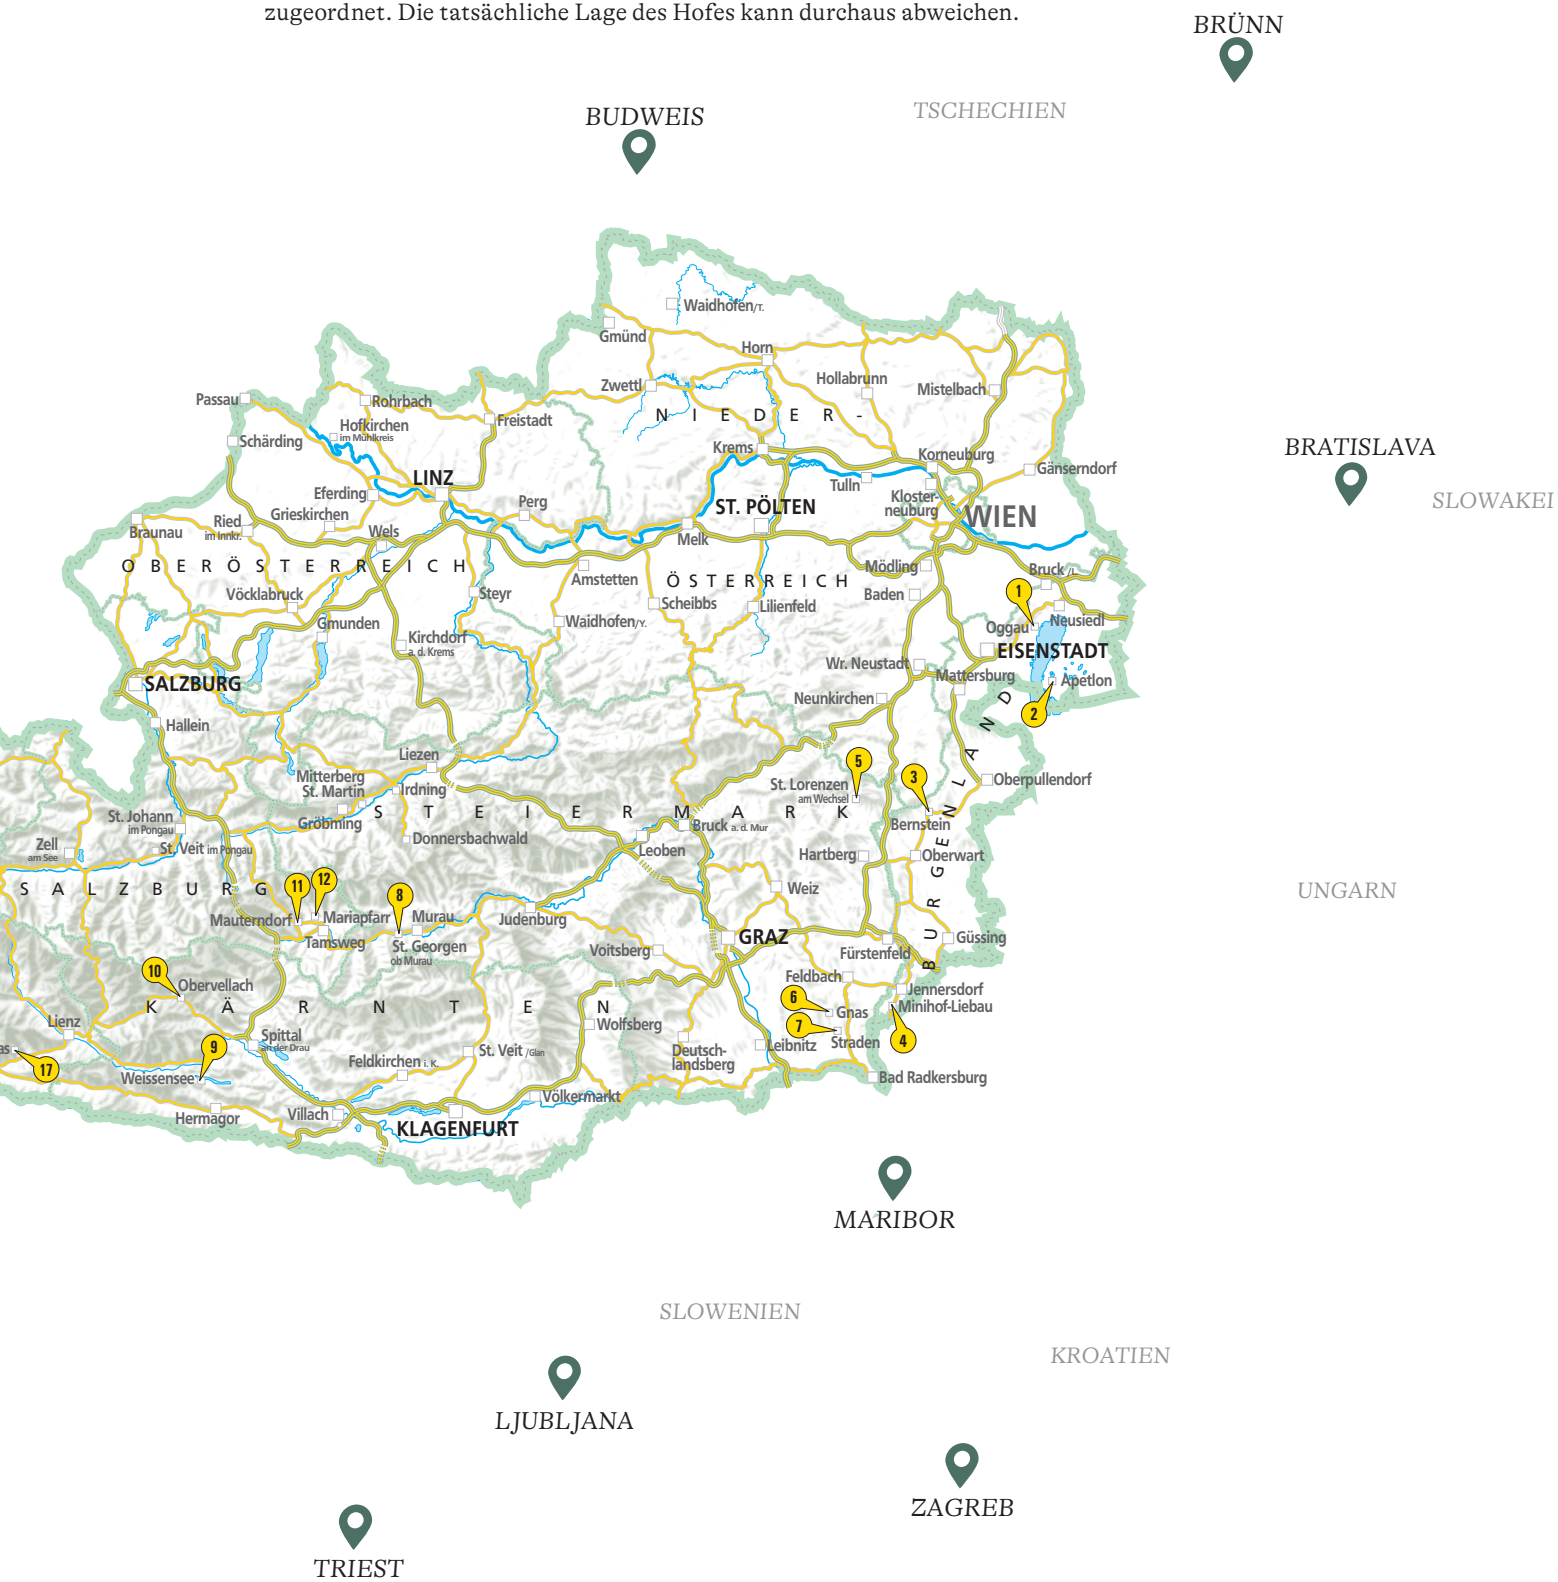 zugeordnet. Die tatsächliche Lage des Hofes kann durchaus abweichen.
BRÜNN
TSCHECHIEN
BUDWEIS
Waidhofen/T.
Gmünd
Horn
Zwettl
Hollabrunn
Mistelbach
Passau
Rohrbach
Hofkirchen
im Mühlkreis
Freistadt
NIEDER-
Schärding
Krems
Korneuburg
Gänserndorf
BRATISLAVA
SLOWAKEI
LINZ
Eferding
Tulln
Kloster-
neuburg
Perg
ST. PÖLTEN
WIEN
Grieskirchen
Ried
im Innkr.
Braunau
Wels
Melk
OBERÖSTERREICH
Mödling
Bruck /L.
Amstetten
ÖSTERREICH
1
Vöcklabruck
Steyr
Scheibbs
Lilienfeld
Baden
Gmunden
Waidhofen/Y.
Oggau
Neusiedl
Kirchdorf
a. d. Krems
EISENSTADT
Wr. Neustadt
Mattersburg
Apetlon
SALZBURG
Neunkirchen
2
Hallein
Liezen
5
3
Mitterberg
St. Martin
Irdning
St. Lorenzen
am Wechsel
Oberpullendorf
BURGENLAND
STEIERMARK
St. Johann
im Pongau
Gröbming
Bruck a. d. Mur
Bernstein
Zell
am See
St. Veit im Pongau
Donnersbachwald
Leoben
Hartberg
Oberwart
SALZBURG
11
12
8
Weiz
Mauterndorf
Mariapfarr
Murau
Judenburg
Tamsweg
St. Georgen
ob Murau
Voitsberg
GRAZ
Fürstenfeld
Güssing
UNGARN
10
Obervellach
Feldbach
Jennersdorf
KÄRNTEN
6
Gnas
Minihof-Liebau
7
Straden
4
Lienz
Spittal
an der Drau
Wolfsberg
as
17
9
Weissensee
Feldkirchen i. K.
St. Veit /Glan
Deutsch-
landsberg
Leibnitz
Bad Radkersburg
Hermagor
Villach
Völkermarkt
KLAGENFURT
MARIBOR
SLOWENIEN
KROATIEN
LJUBLJANA
ZAGREB
TRIEST